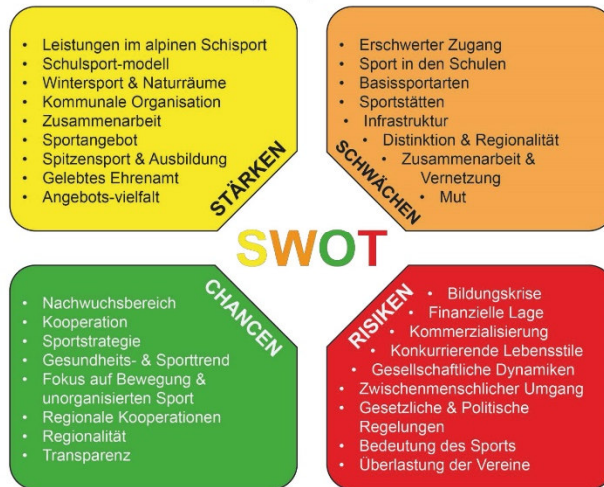 • Leistungen im alpinen Schisport
• Schulsport-modell
• Wintersport & Naturräume
• Kommunale Organisation
• Zusammenarbeit
• Sportangebot
• Spitzensport & Ausbildung
• Gelebtes Ehrenamt
• Angebots-vielfalt
STÄRKEN
• Erschwerter Zugang
• Sport in den Schulen
• Basissportarten
• Sportstätten
• Infrastruktur
• Distinktion & Regionalität
• Zusammenarbeit &
Vernetzung
• Mut
SCHWÄCHEN
SWOT
CHANCEN
• Nachwuchsbereich
• Kooperation
• Sportstrategie
• Gesundheits- & Sporttrend
• Fokus auf Bewegung &
unorganisierten Sport
• Regionale Kooperationen
• Regionalität
• Transparenz
RISIKEN
• Bildungskrise
• Finanzielle Lage
• Kommerzialisierung
• Konkurrierende Lebensstile
• Gesellschaftliche Dynamiken
• Zwischenmenschlicher Umgang
• Gesetzliche & Politische
Regelungen
• Bedeutung des Sports
• Überlastung der Vereine